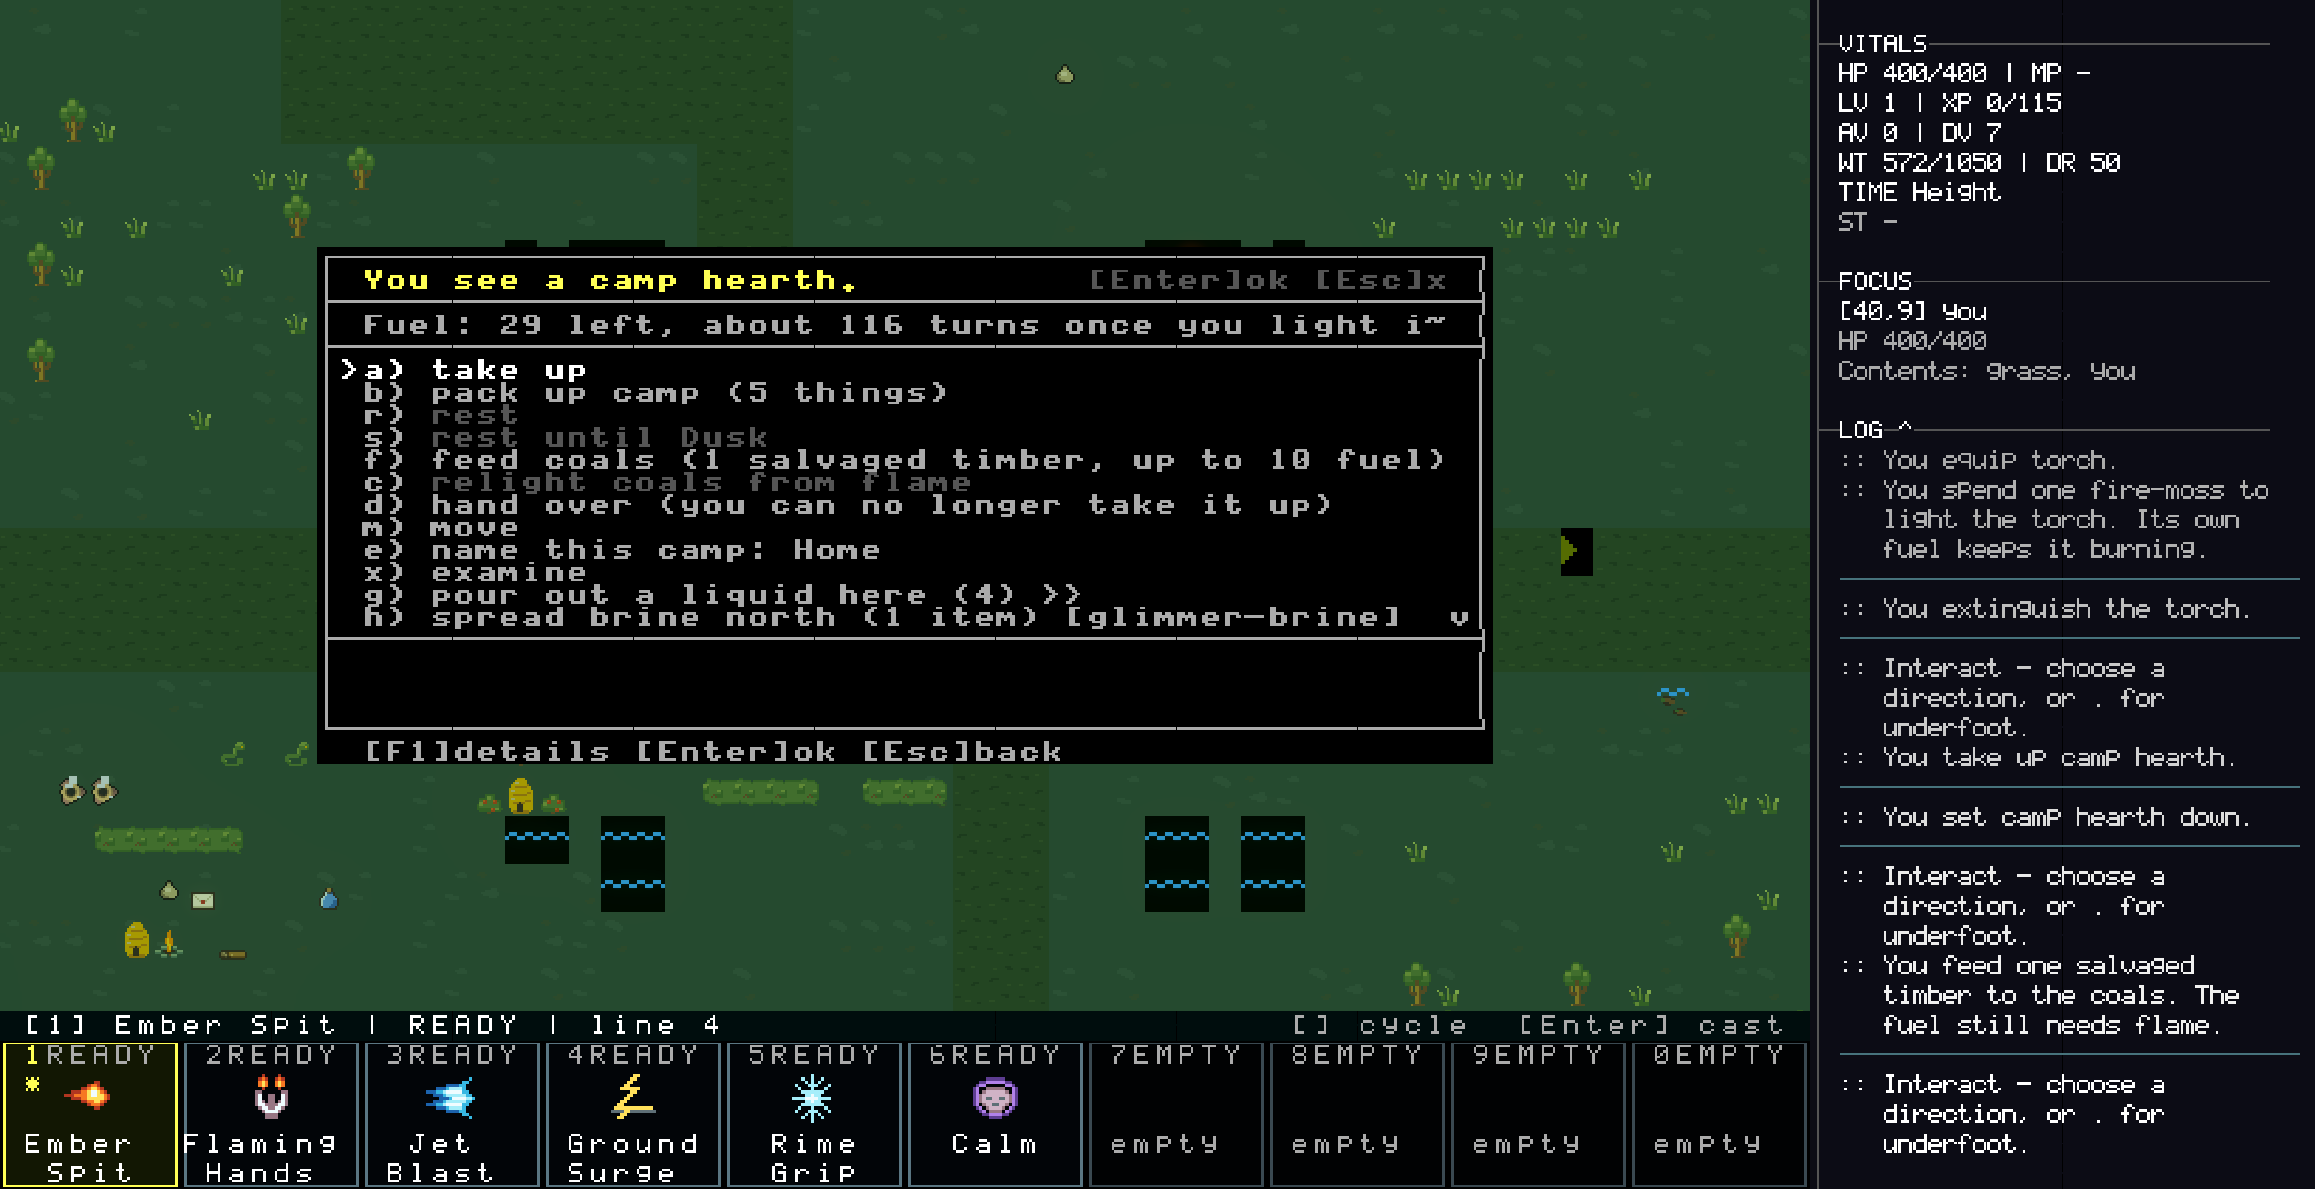 You see a camp hearth. [Enter]ok [Esc]x
Fuel: 29 left, about 116 turns once you light i~
>a) take up
b) pack up camp (5 things)
r) rest
s) rest until Dusk
f) feed coals (1 salvaged timber, up to 10 fuel)
c) relight coals from flame
d) hand over (you can no longer take it up)
m) move
e) name this camp: Home
x) examine
g) pour out a liquid here (4) >>
h) spread brine north (1 item) [glimmer-brine] v
[F1]details [Enter]ok [Esc]back
[1] Ember Spit | READY | line 4 [] cycle [Enter] cast
1READY 2READY 3READY 4READY 5READY 6READY 7EMPTY 8EMPTY 9EMPTY 0EMPTY
Ember Flaming Jet Ground Rime Calm empty empty empty empty
Spit Hands Blast Surge Grip
VITALS
HP 400/400 | MP -
LV 1 | XP 0/115
AV 0 | DV 7
WT 572/1050 | DR 50
TIME Height
ST -
FOCUS
[40,9] You
HP 400/400
Contents: grass, you
LOG ^
:: You equip torch.
:: You spend one fire-moss to
light the torch. Its own
fuel keeps it burning.
:: You extinguish the torch.
:: Interact - choose a
direction, or . for
underfoot.
:: You take up camp hearth.
:: You set camp hearth down.
:: Interact - choose a
direction, or . for
underfoot.
:: You feed one salvaged
timber to the coals. The
fuel still needs flame.
:: Interact - choose a
direction, or . for
underfoot.